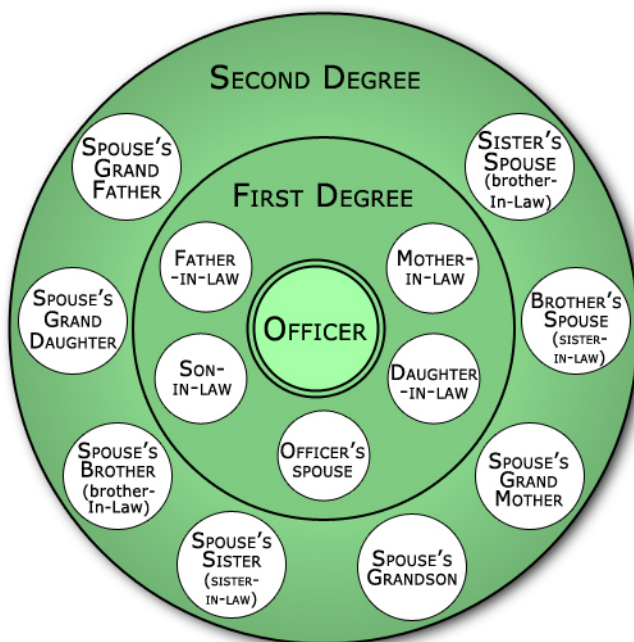 SECOND DEGREE
SPOUSE'S
GRAND
FATHER
SISTER'S
SPOUSE
(brother-
In-Law)
FIRST DEGREE
FATHER
-IN-LAW
MOTHER-
IN-LAW
SPOUSE'S
GRAND
DAUGHTER
OFFICER
BROTHER'S
SPOUSE
(SISTER-
IN-LAW)
SON-
IN-LAW
DAUGHTER
-IN-LAW
OFFICER'S
SPOUSE
SPOUSE'S
BROTHER
(brother-
In-Law)
SPOUSE'S
GRAND
MOTHER
SPOUSE'S
SISTER
(SISTER-
IN-LAW)
SPOUSE'S
GRANDSON